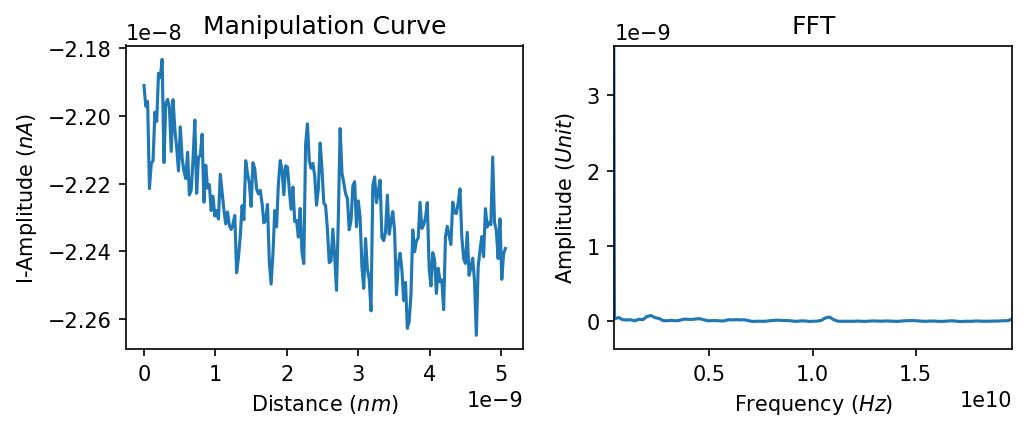 Manipulation Curve
1e−8
−2.18
−2.20
−2.22
−2.24
−2.26
I-Amplitude (nA)
0
1
2
3
4
5
1e−9
Distance (nm)
FFT
1e−9
3
2
1
0
Amplitude (Unit)
0.5
1.0
1.5
1e10
Frequency (Hz)